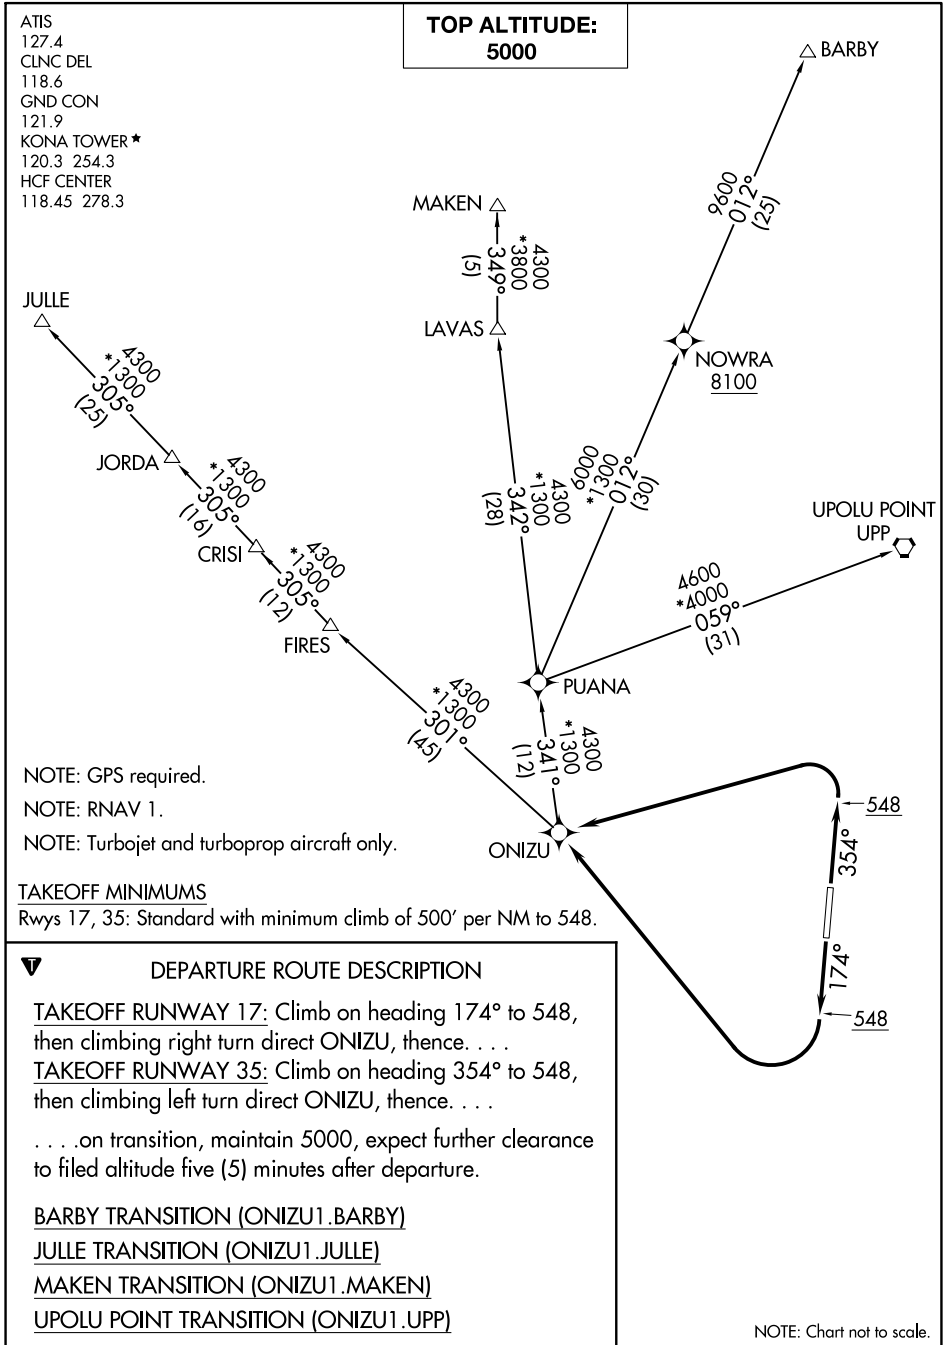 ATIS
127.4
CLNC DEL
118.6
GND CON
121.9
KONA TOWER★
120.3 254.3
HCF CENTER
118.45 278.3
TOP ALTITUDE:
5000
BARBY
9600
012°
(25)
MAKEN
4300
*3800
349°
(5)
LAVAS
JULLE
4300
*1300
305°
(25)
JORDA
NOWRA
8100
4300
*1300
305°
(16)
CRISI
4300
*1300
342°
(28)
6000
*1300
012°
(30)
UPOLU POINT
UPP
4300
*1300
305°
(12)
FIRES
4600
*4000
059°
(31)
PUANA
4300
*1300
301°
(45)
4300
*1300
341°
(12)
ONIZU
548
354°
174°
548
NOTE: GPS required.
NOTE: RNAV 1.
NOTE: Turbojet and turboprop aircraft only.
TAKEOFF MINIMUMS
Rwys 17, 35: Standard with minimum climb of 500' per NM to 548.
T
DEPARTURE ROUTE DESCRIPTION
TAKEOFF RUNWAY 17: Climb on heading 174° to 548,
then climbing right turn direct ONIZU, thence. . . .
TAKEOFF RUNWAY 35: Climb on heading 354° to 548,
then climbing left turn direct ONIZU, thence. . . .
. . . .on transition, maintain 5000, expect further clearance
to filed altitude five (5) minutes after departure.
BARBY TRANSITION (ONIZU1.BARBY)
JULLE TRANSITION (ONIZU1.JULLE)
MAKEN TRANSITION (ONIZU1.MAKEN)
UPOLU POINT TRANSITION (ONIZU1.UPP)
NOTE: Chart not to scale.